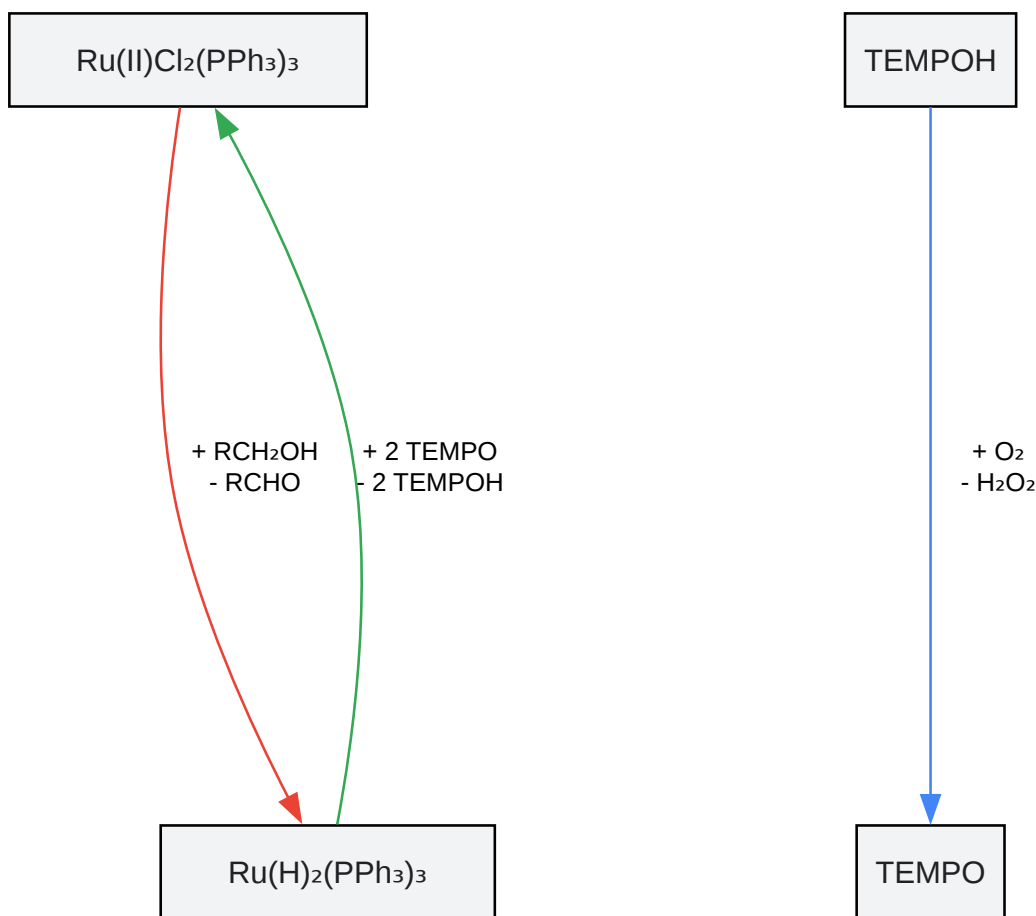 Ru(II)Cl₂(PPh₃)₃
TEMPOH
+ RCH₂OH
- RCHO
+ 2 TEMPO
- 2 TEMPOH
+ O₂
- H₂O₂
Ru(H)₂(PPh₃)₃
TEMPO